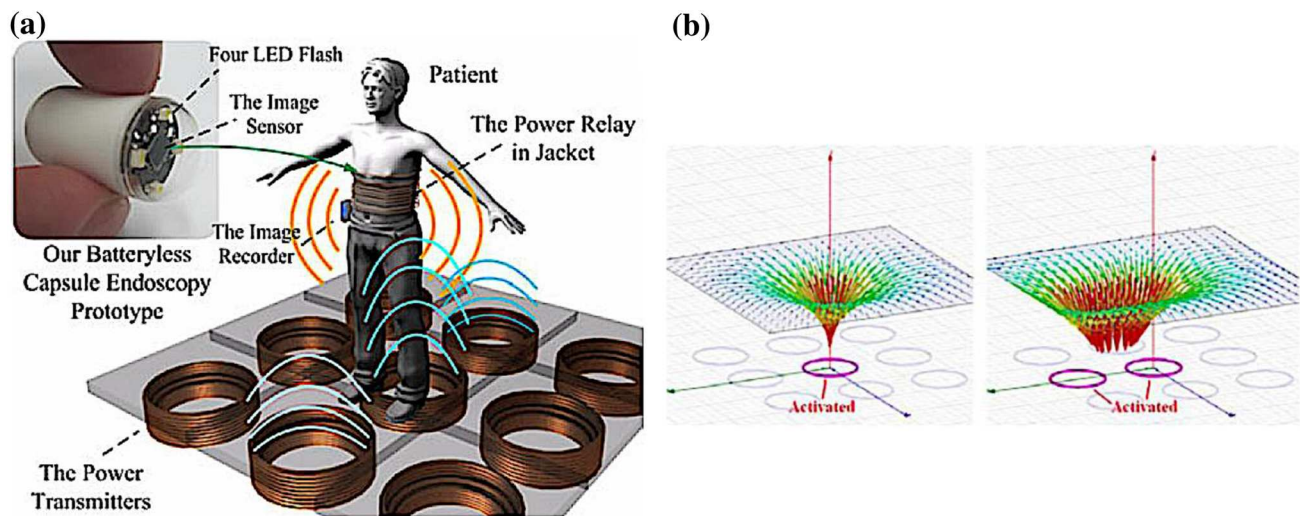 (a)
Four LED Flash
The Image
Sensor
Our Batteryless
Capsule Endoscopy
Prototype
Patient
The Power Relay
in Jacket
The Image
Recorder
The Power
Transmitters
(b)
Activated
Activated